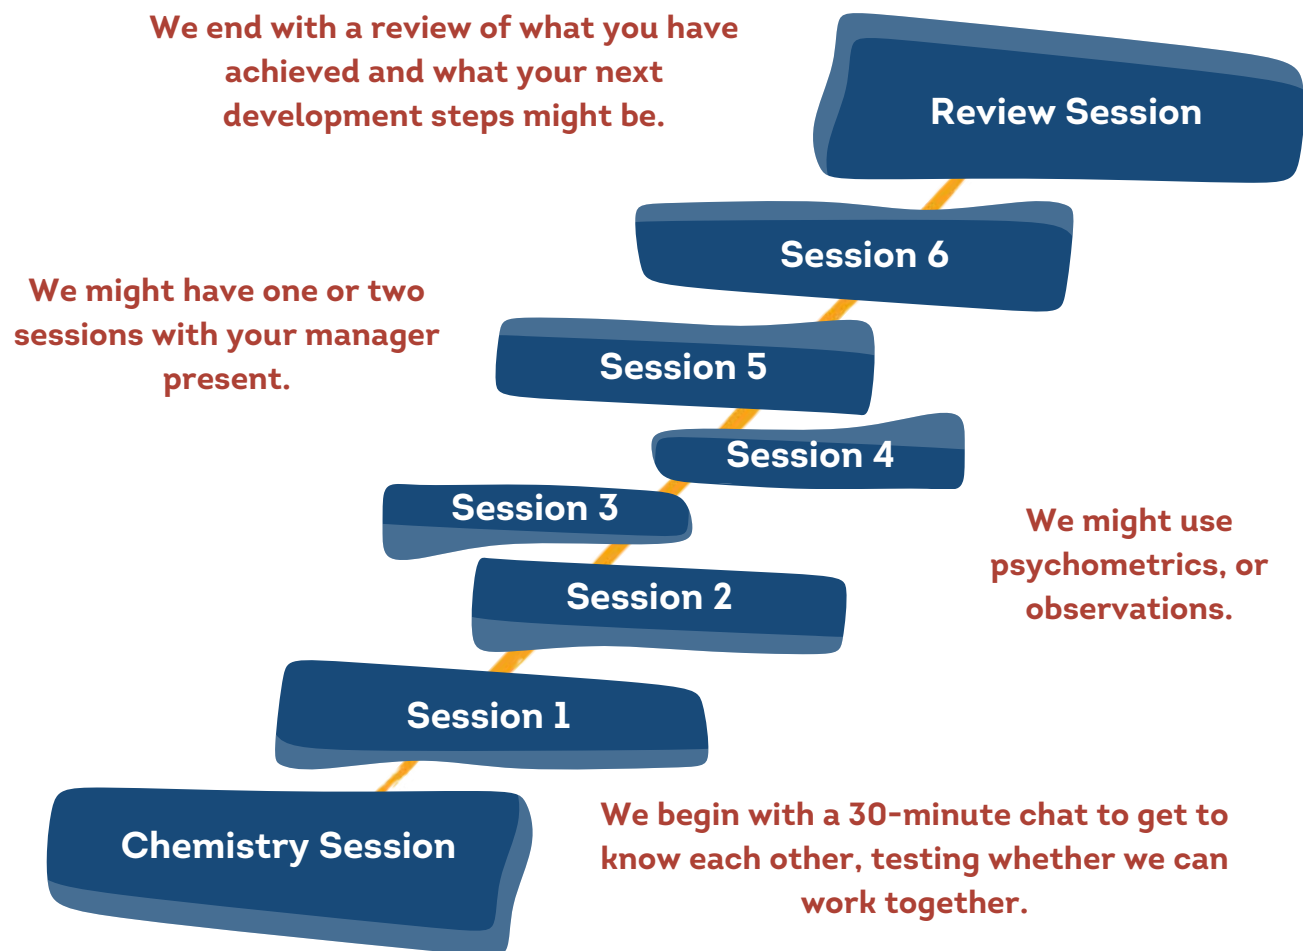 We end with a review of what you have
achieved and what your next
development steps might be.
Review Session
Session 6
We might have one or two
sessions with your manager
present.
Session 5
Session 4
Session 3
We might use
psychometrics, or
observations.
Session 2
Session 1
Chemistry Session
We begin with a 30-minute chat to get to
know each other, testing whether we can
work together.